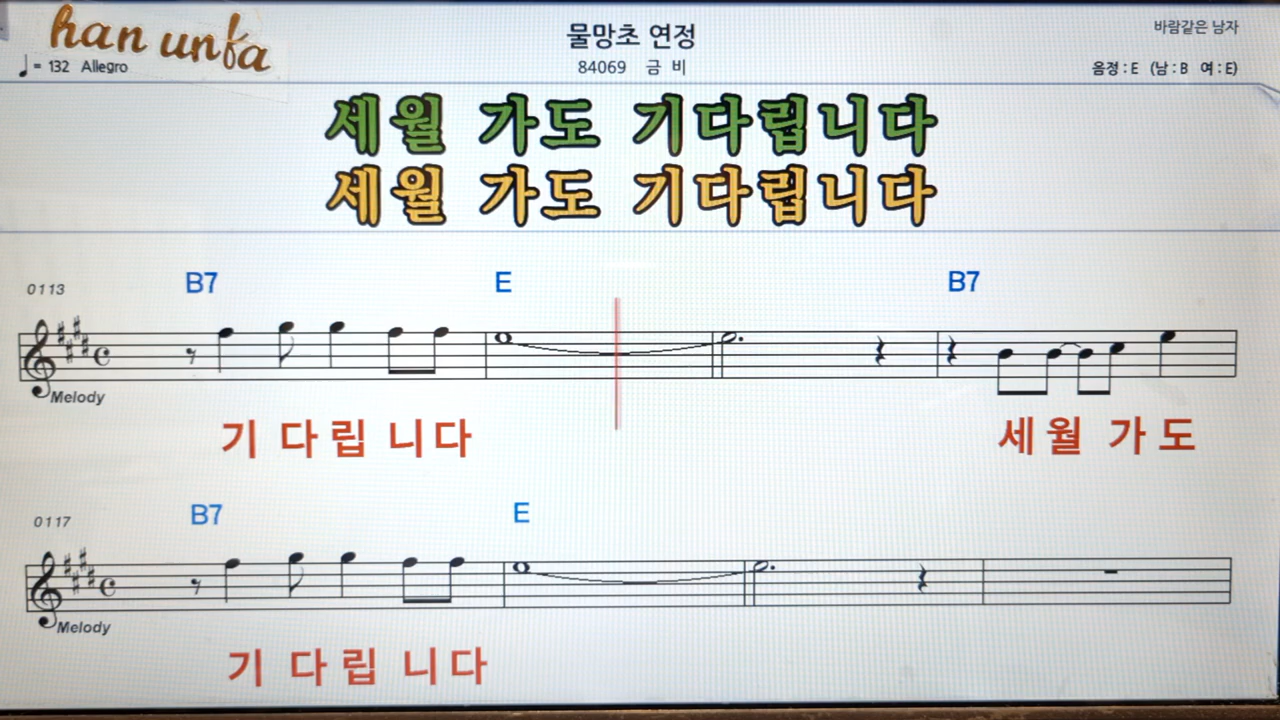 han unfa
물망초 연정
바람같은 남자
♩= 132 Allegro
84069 금 비
음정 : E (남 : B 여 : E)
세월 가도 기다립니다
세월 가도 기다립니다
0113 B7 E B7
Melody
기 다 립 니 다 세 월 가 도
0117 B7 E
Melody
기 다 립 니 다